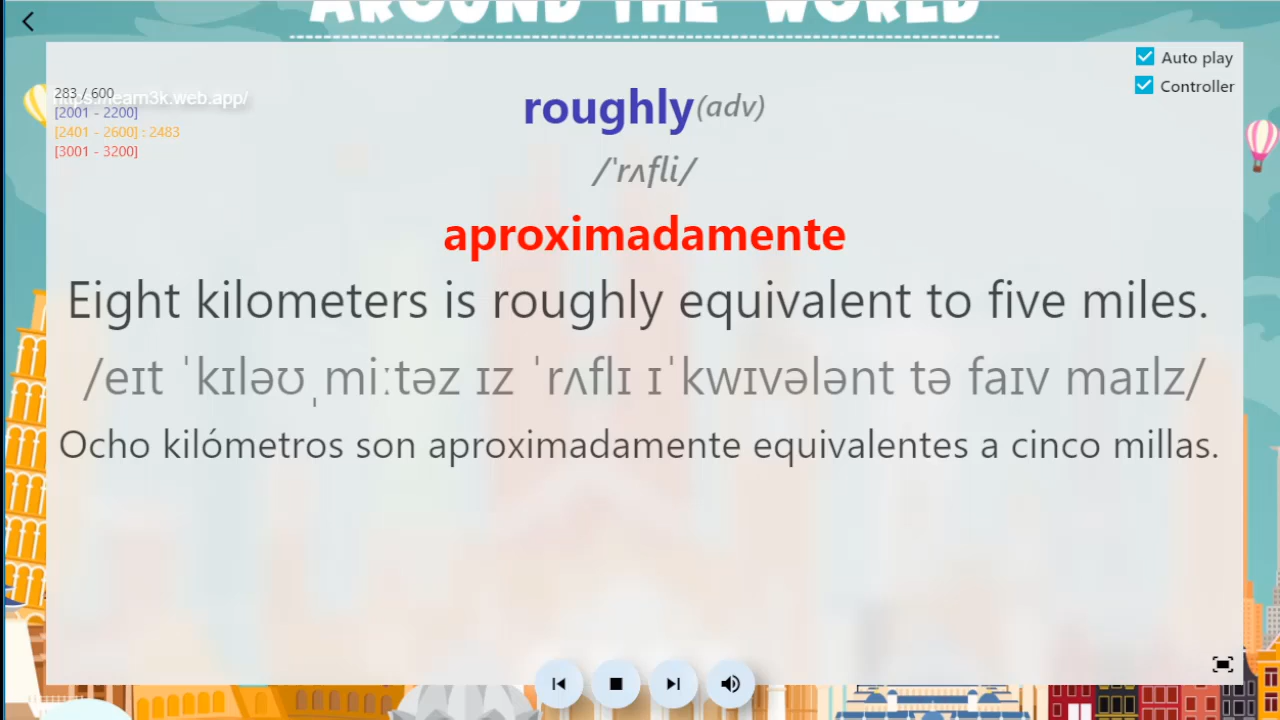 AROUND THE WORLD
Auto play
Controller
283 / 600
https://learn3k.web.app/
[2001 - 2200]
[2401 - 2600] : 2483
[3001 - 3200]
roughly(adv)
/ˈrʌfli/
aproximadamente
Eight kilometers is roughly equivalent to five miles.
/eɪt ˈkɪləʊˌmiːtəz ɪz ˈrʌflɪ ɪˈkwɪvələnt tə faɪv maɪlz/
Ocho kilómetros son aproximadamente equivalentes a cinco millas.